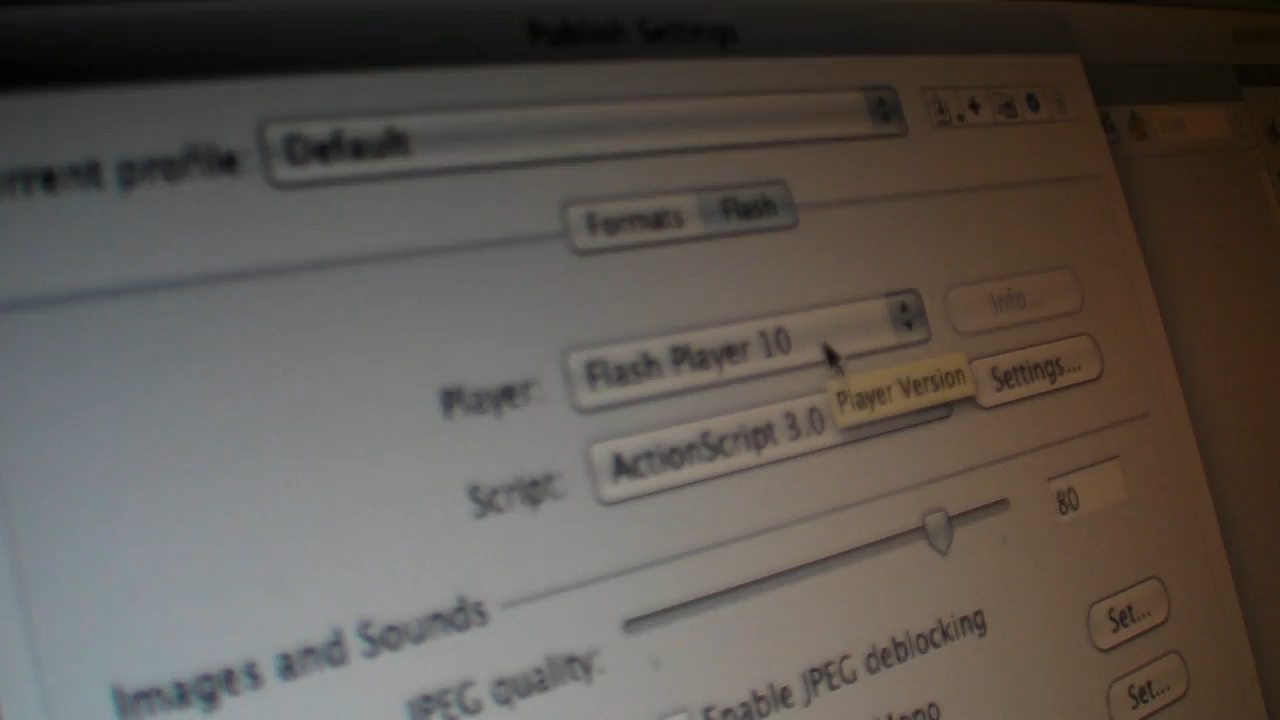 Publish Settings
rrent profile: Default
Formats Flash
Player: Flash Player 10 Info...
Player Version
Script: ActionScript 3.0 Settings...
Images and Sounds
JPEG quality: 80
Enable JPEG deblocking
Set...
Set...